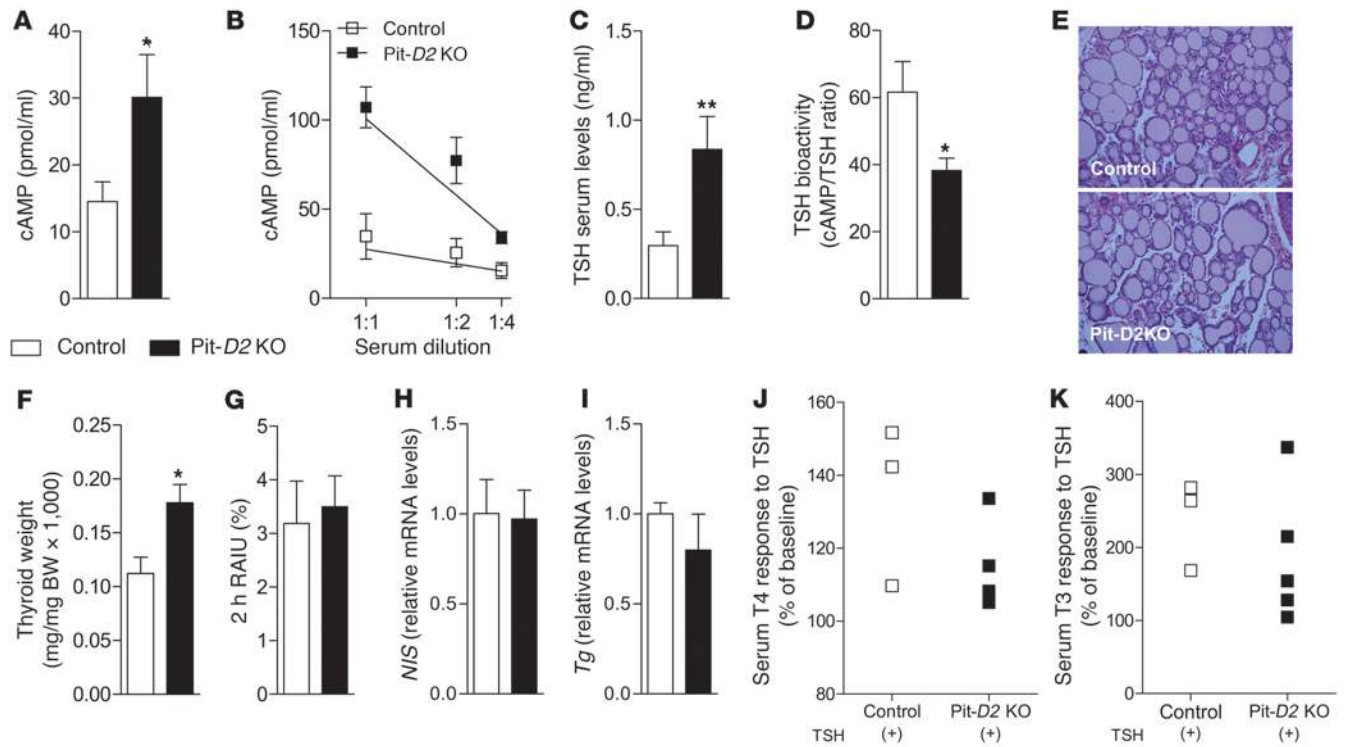 A
cAMP (pmol/ml)
40
30
20
10
0
*
B
cAMP (pmol/ml)
150
100
50
0
Control
Pit-D2 KO
1:1 1:2 1:4
Serum dilution
C
TSH serum levels (ng/ml)
1.5
1.0
0.5
0.0
**
D
TSH bioactivity
(cAMP/TSH ratio)
80
60
40
20
0
*
E
Control
Pit-D2KO
Control Pit-D2 KO
F
Thyroid weight
(mg/mg BW × 1,000)
0.25
0.20
0.15
0.10
0.05
0.00
*
G
2 h RAIU (%)
5
4
3
2
1
0
H
NIS (relative mRNA levels)
1.5
1.0
0.5
0.0
I
Tg (relative mRNA levels)
1.5
1.0
0.5
0.0
J
Serum T4 response to TSH
(% of baseline)
160
140
120
100
80
Control Pit-D2 KO
TSH (+) (+)
K
Serum T3 response to TSH
(% of baseline)
400
300
200
100
0
Control Pit-D2 KO
TSH (+) (+)